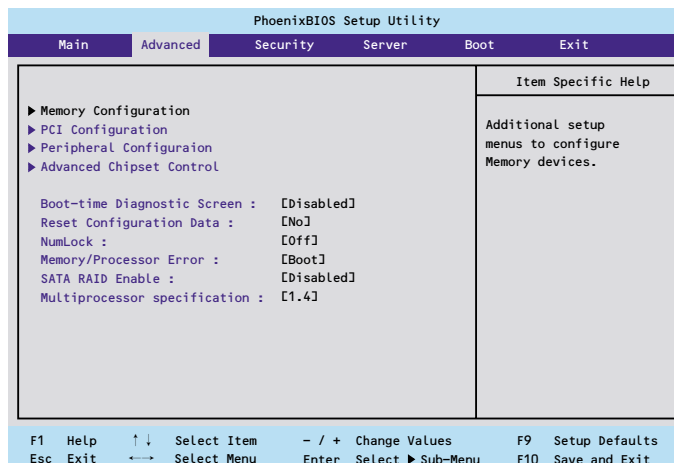 PhoenixBIOS Setup Utility
Main Advanced Security Server Boot Exit
Item Specific Help
▶ Memory Configuration
▶ PCI Configuration
▶ Peripheral Configuraion
▶ Advanced Chipset Control
Boot-time Diagnostic Screen : [Disabled]
Reset Configuration Data : [No]
NumLock : [Off]
Memory/Processor Error : [Boot]
SATA RAID Enable : [Disabled]
Multiprocessor specification : [1.4]
Additional setup
menus to configure
Memory devices.
F1 Help ↑↓ Select Item - / + Change Values F9 Setup Defaults
Esc Exit ←→ Select Menu Enter Select ▶ Sub-Menu F10 Save and Exit